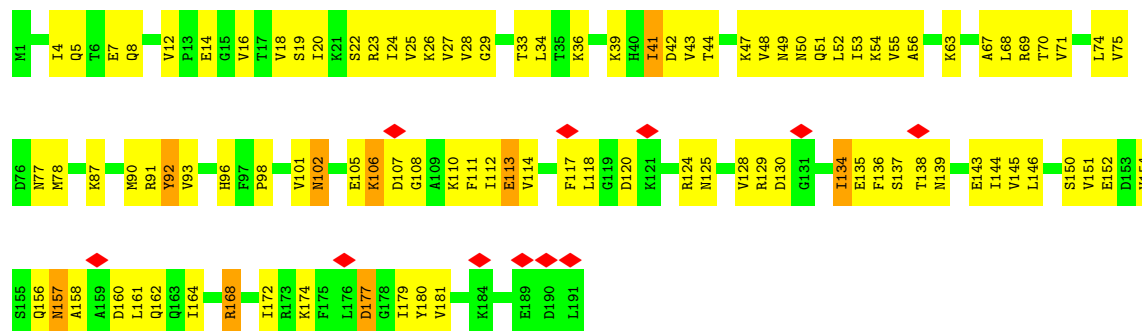 M1 I4 Q5 T6 E7 Q8 V12 P13 E14 G15 V16 T17 V18 S19 I20 K21 S22 R23 I24 V25 K26 V27 V28 G29 T33 L34 T35 K36 K39 H40 I41 D42 V43 T44 K47 V48 N49 N50 Q51 L52 I53 K54 V55 A56 K63 A67 L68 R69 T70 V71 L74 V75
D76 N77 M78 K87 M90 R91 Y92 V93 H96 F97 P98 V101 N102 E105 K106 D107 G108 A109 K110 F111 I112 E113 V114 F117 L118 G119 D120 K121 R124 N125 V128 R129 D130 G131 I134 E135 F136 S137 T138 N139 E143 I144 V145 L146 S150 V151 E152 D153
S155 Q156 N157 A158 A159 D160 L161 Q162 Q163 I164 R168 I172 R173 K174 F175 L176 D177 G178 I179 Y180 V181 K184 E189 D190 L191